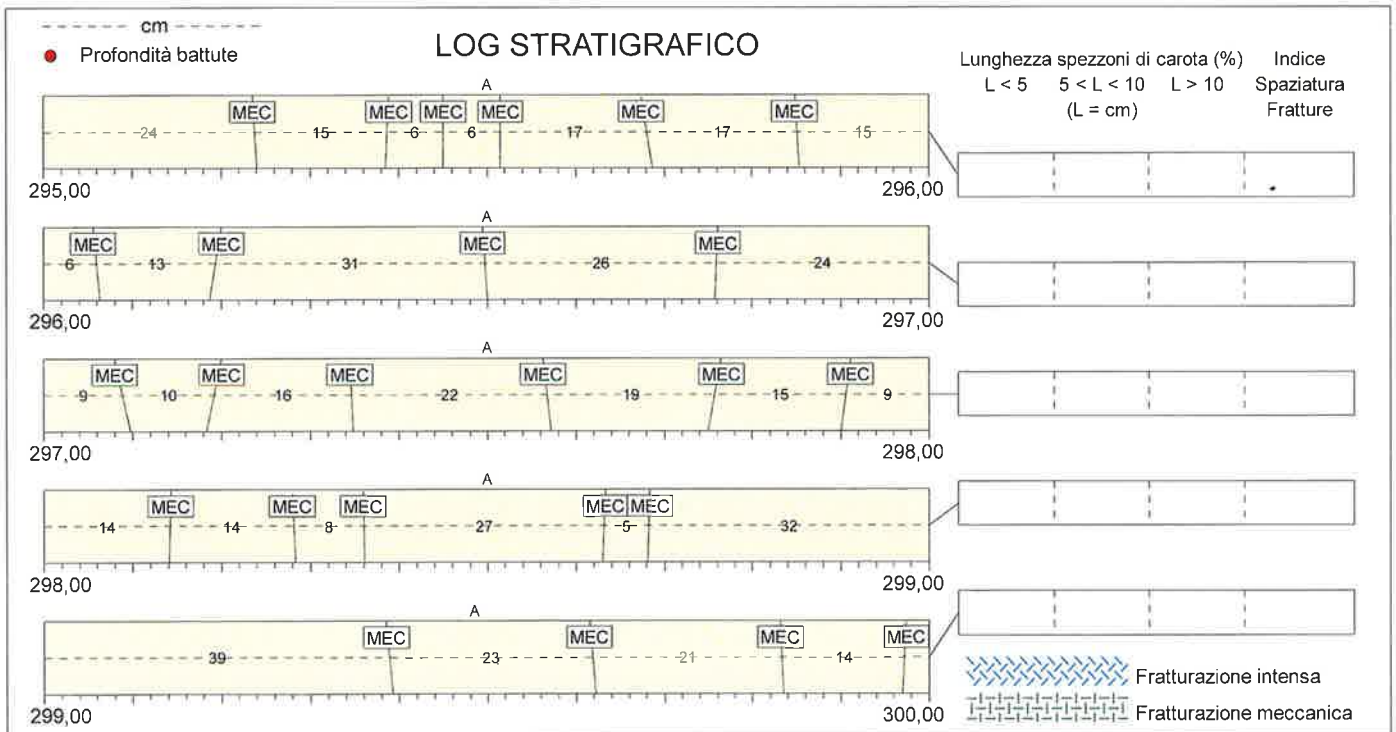 cm
Profondità battute
LOG STRATIGRAFICO
Lunghezza spezzoni di carota (%) Indice
L < 5 5 < L < 10 L > 10 Spaziatura
(L = cm) Fratture
A
MEC MEC MEC MEC MEC MEC
24 15 6 6 17 17 15
295,00 296,00
A
MEC MEC MEC MEC
6 13 31 26 24
296,00 297,00
A
MEC MEC MEC MEC MEC MEC
9 10 16 22 19 15 9
297,00 298,00
A
MEC MEC MEC MEC MEC
14 14 8 27 5 32
298,00 299,00
A
MEC MEC MEC MEC
39 23 21 14
299,00 300,00
Fratturazione intensa
Fratturazione meccanica